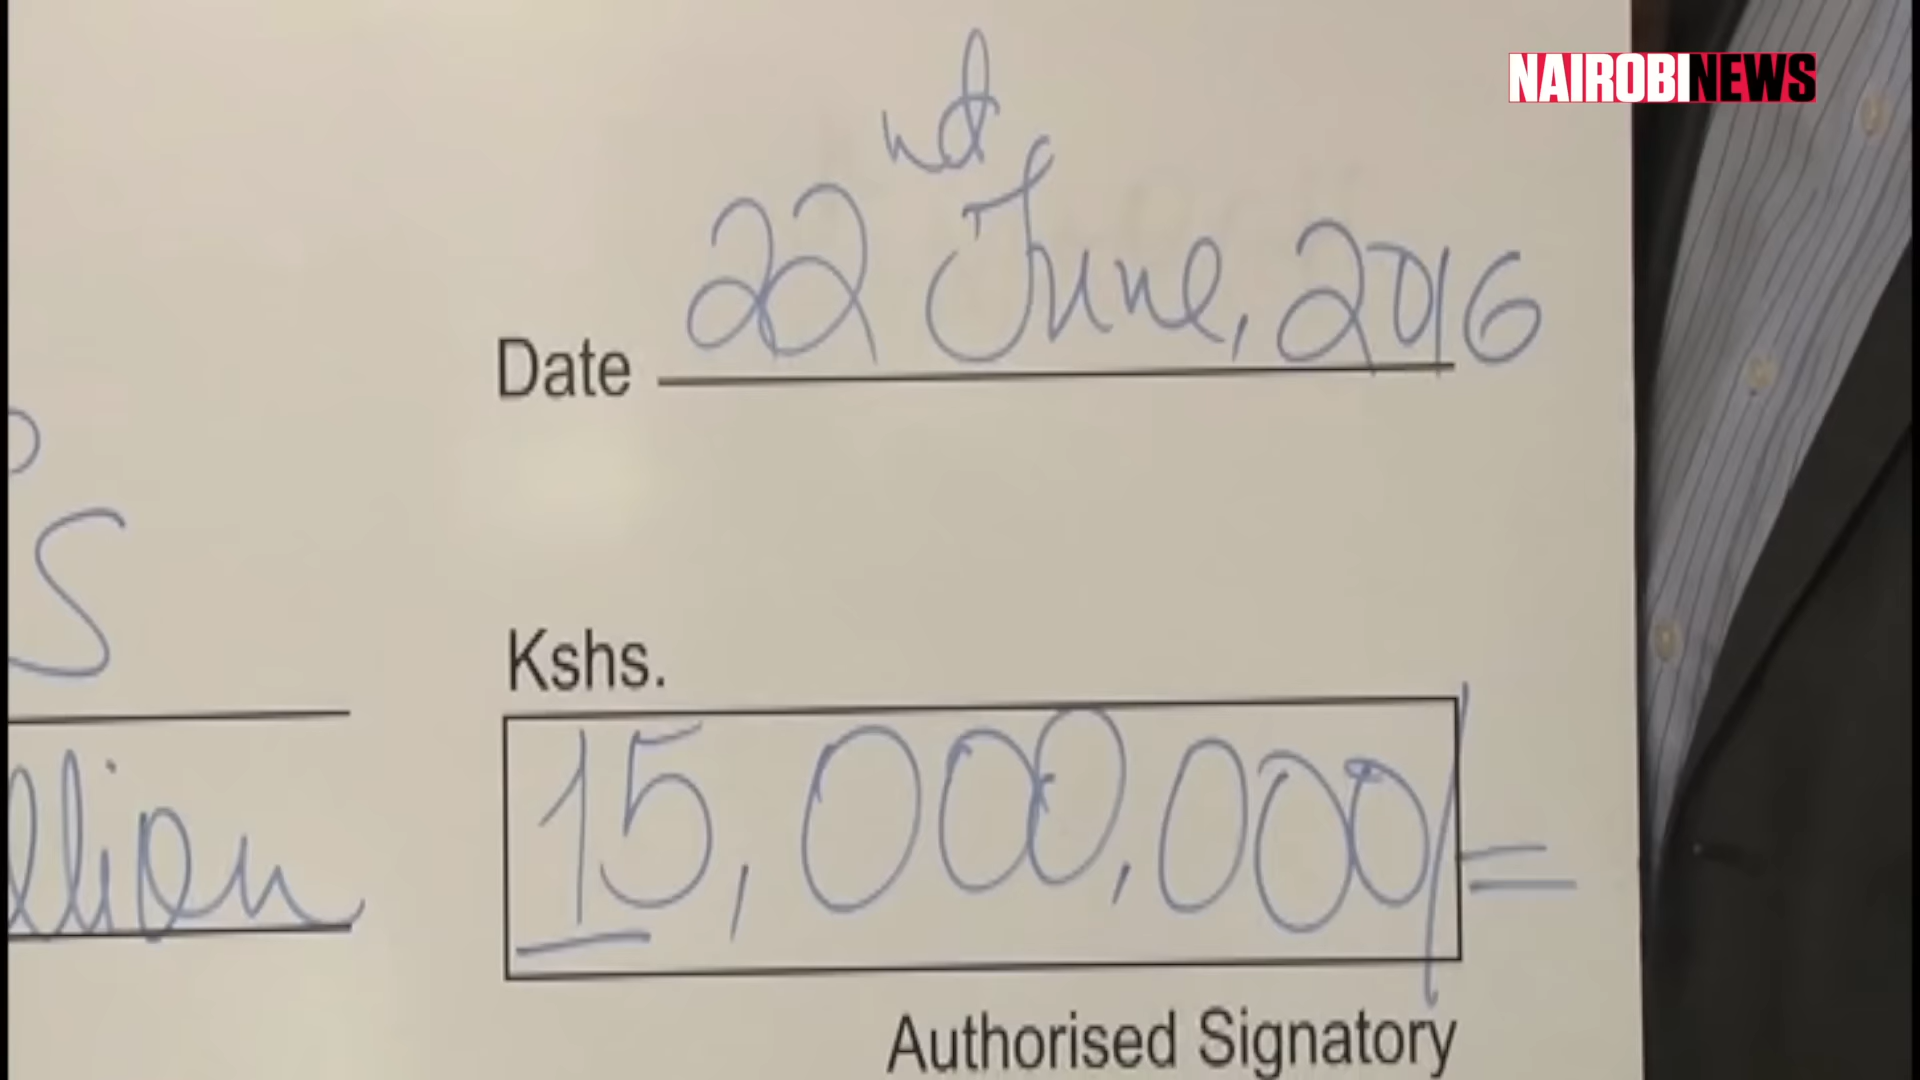 NAIROBINEWS
Date 22nd June, 2016
Kshs.
15,000,000/=
Authorised Signatory